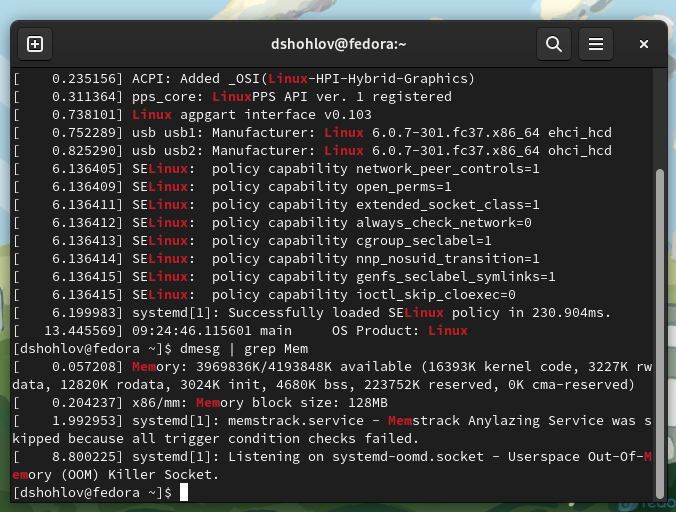 dshohlov@fedora:~
[    0.235156] ACPI: Added _OSI(Linux-HPI-Hybrid-Graphics)
[    0.311364] pps_core: LinuxPPS API ver. 1 registered
[    0.738101] Linux agpgart interface v0.103
[    0.752289] usb usb1: Manufacturer: Linux 6.0.7-301.fc37.x86_64 ehci_hcd
[    0.825290] usb usb2: Manufacturer: Linux 6.0.7-301.fc37.x86_64 ohci_hcd
[    6.136405] SELinux:  policy capability network_peer_controls=1
[    6.136409] SELinux:  policy capability open_perms=1
[    6.136411] SELinux:  policy capability extended_socket_class=1
[    6.136412] SELinux:  policy capability always_check_network=0
[    6.136413] SELinux:  policy capability cgroup_seclabel=1
[    6.136414] SELinux:  policy capability nnp_nosuid_transition=1
[    6.136415] SELinux:  policy capability genfs_seclabel_symlinks=1
[    6.136415] SELinux:  policy capability ioctl_skip_cloexec=0
[    6.199983] systemd[1]: Successfully loaded SELinux policy in 230.904ms.
[   13.445569] 09:24:46.115601 main     OS Product: Linux
[dshohlov@fedora ~]$ dmesg | grep Mem
[    0.057208] Memory: 3969836K/4193848K available (16393K kernel code, 3227K rw
data, 12820K rodata, 3024K init, 4680K bss, 223752K reserved, 0K cma-reserved)
[    0.204237] x86/mm: Memory block size: 128MB
[    1.992953] systemd[1]: memstrack.service - Memstrack Anylazing Service was s
kipped because all trigger condition checks failed.
[    8.800225] systemd[1]: Listening on systemd-oomd.socket - Userspace Out-Of-M
emory (OOM) Killer Socket.
[dshohlov@fedora ~]$